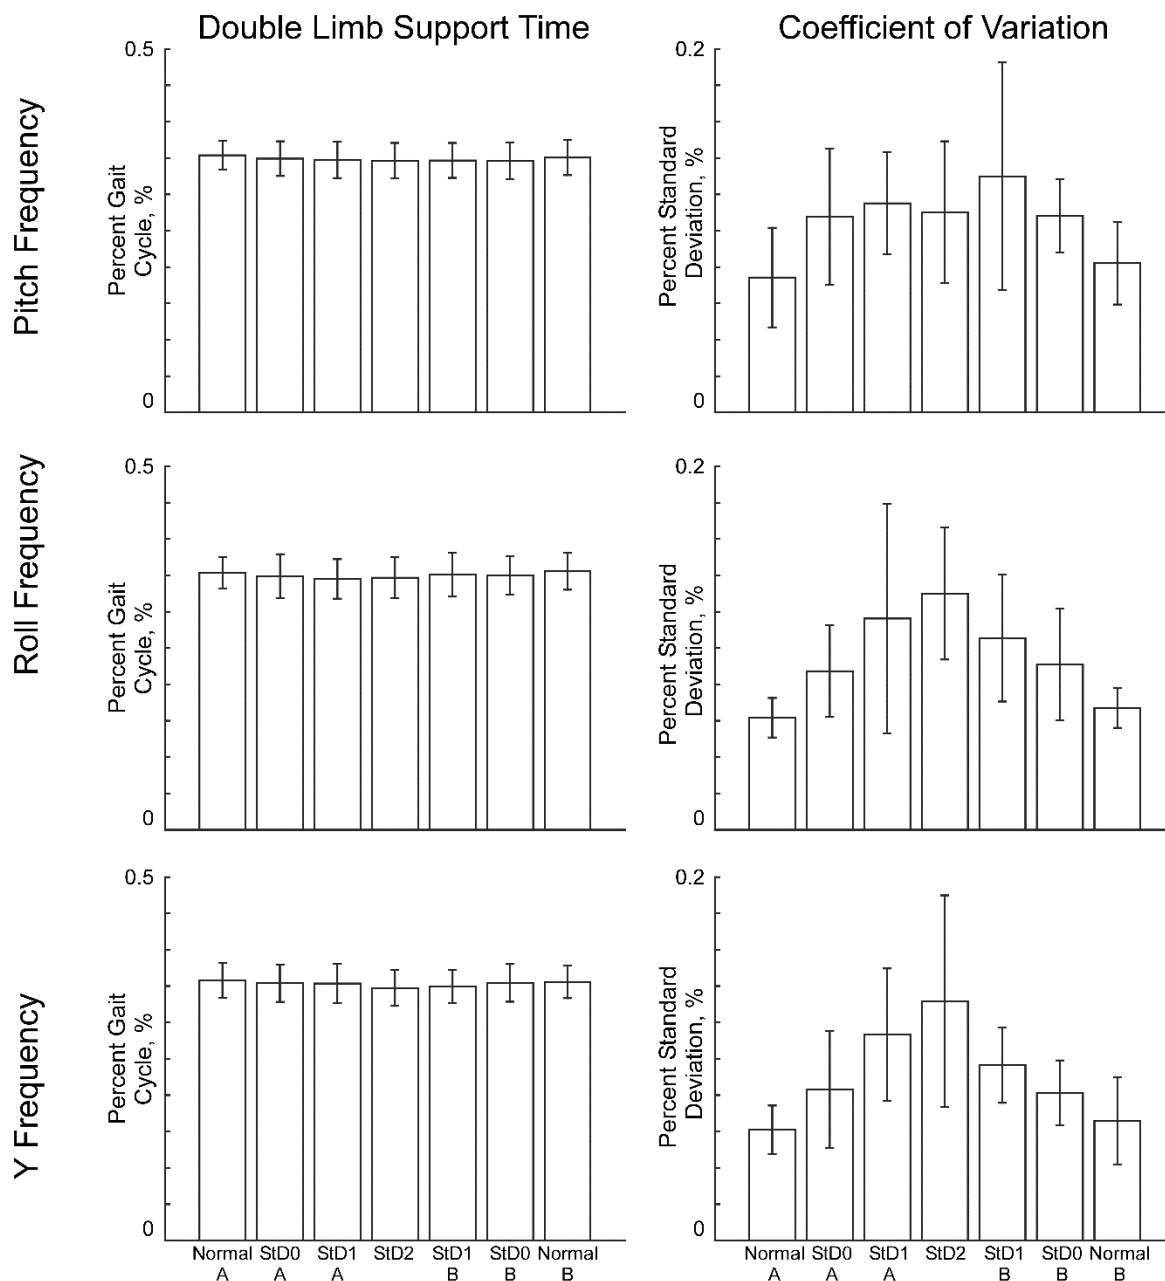 Double Limb Support Time
Coefficient of Variation
Pitch Frequency
0.5
Percent Gait
Cycle, %
0
0.2
Percent Standard
Deviation, %
0
Roll Frequency
0.5
Percent Gait
Cycle, %
0
0.2
Percent Standard
Deviation, %
0
Y Frequency
0.5
Percent Gait
Cycle, %
0
0.2
Percent Standard
Deviation, %
0
Normal StD0 StD1 StD2 StD1 StD0 Normal
A A A B B B
Normal StD0 StD1 StD2 StD1 StD0 Normal
A A A B B B